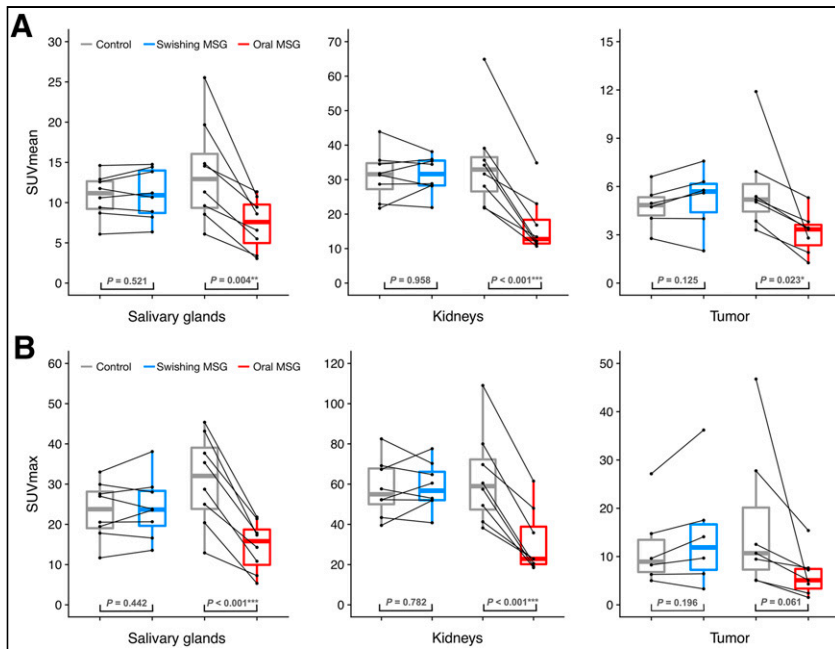 A
Control Swishing MSG Oral MSG
SUVmean
30
25
20
15
10
5
0
P = 0.521 P = 0.004**
Salivary glands
70
60
50
40
30
20
10
0
P = 0.958 P < 0.001***
Kidneys
15
12
9
6
3
0
P = 0.125 P = 0.023*
Tumor
B
Control Swishing MSG Oral MSG
SUVmax
60
50
40
30
20
10
0
P = 0.442 P < 0.001***
Salivary glands
120
100
80
60
40
20
0
P = 0.782 P < 0.001***
Kidneys
50
40
30
20
10
0
P = 0.196 P = 0.061
Tumor